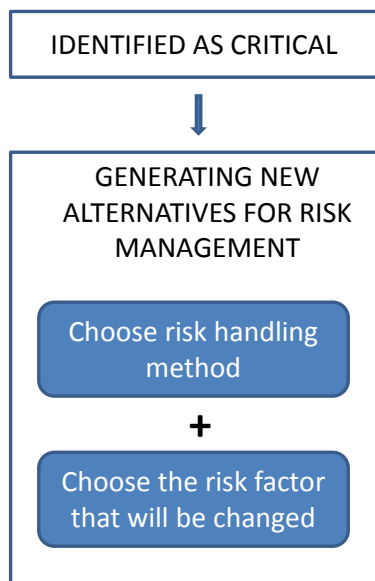 IDENTIFIED AS CRITICAL
GENERATING NEW
ALTERNATIVES FOR RISK
MANAGEMENT
Choose risk handling
method
+
Choose the risk factor
that will be changed